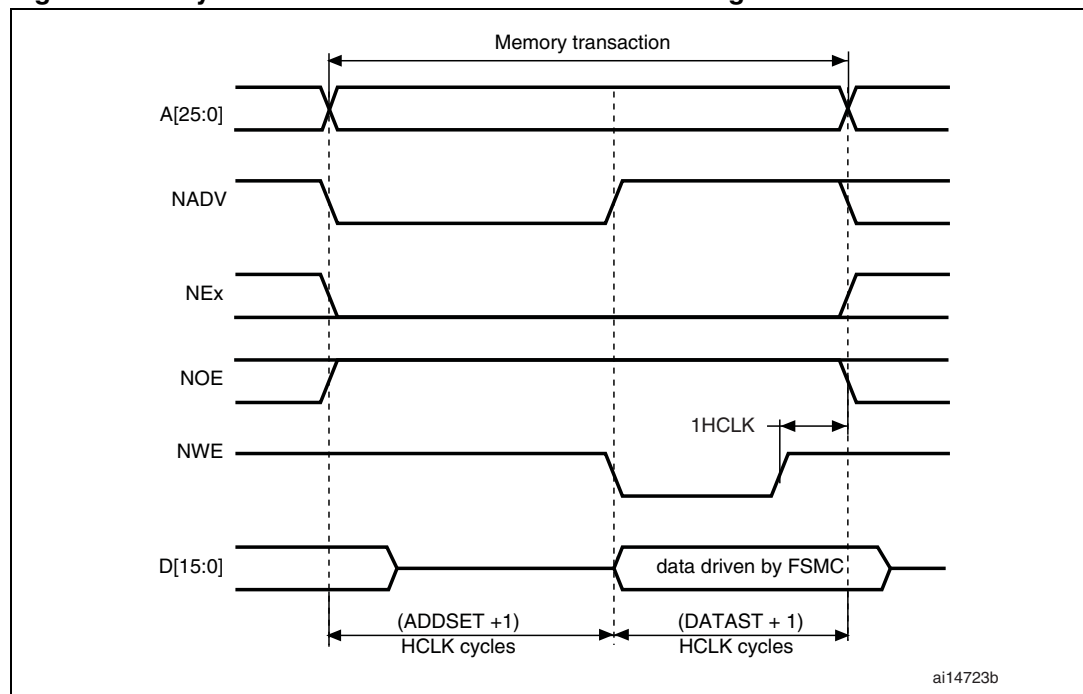 Memory transaction
A[25:0]
NADV
NEx
NOE
1HCLK
NWE
D[15:0]
data driven by FSMC
(ADDSET +1)
HCLK cycles
(DATAST + 1)
HCLK cycles
ai14723b